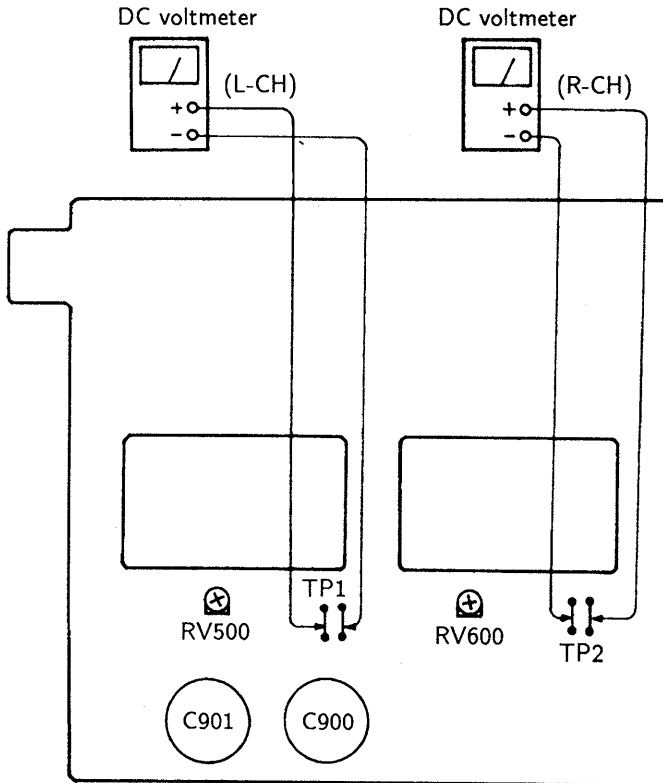 DC voltmeter
DC voltmeter
(L-CH)
(R-CH)
+
−
+
−
TP1
RV500
RV600
TP2
C901
C900